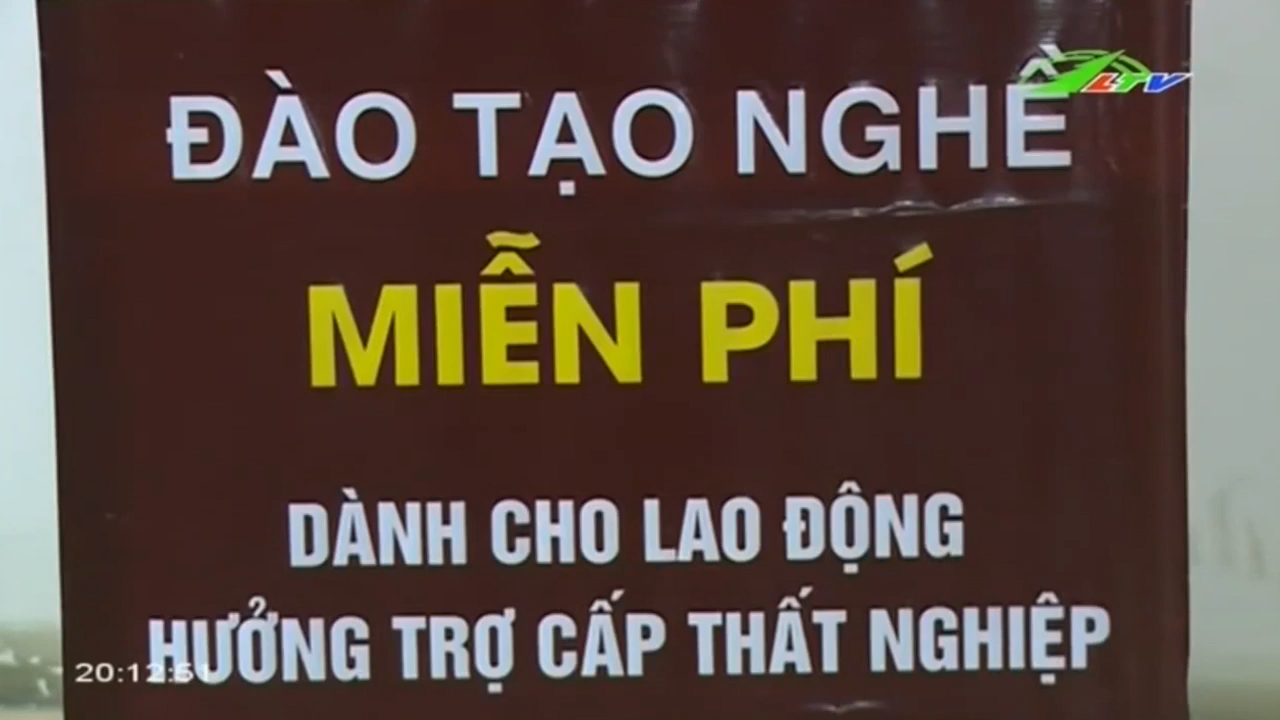 LTV
ĐÀO TẠO NGHỀ
MIỄN PHÍ
DÀNH CHO LAO ĐỘNG
HƯỞNG TRỢ CẤP THẤT NGHIỆP
20:12:51